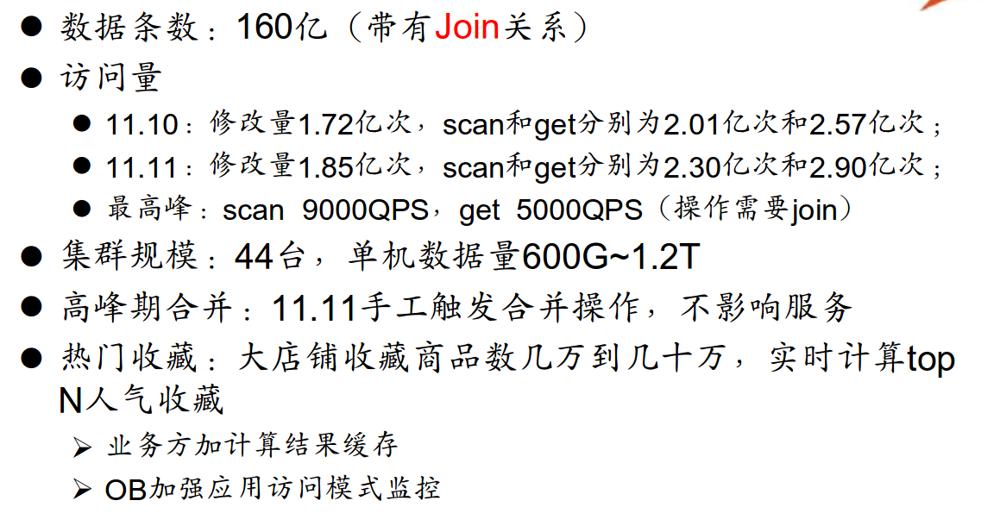 ● 数据条数：160亿（带有Join关系）
● 访问量
● 11.10：修改量1.72亿次，scan和get分别为2.01亿次和2.57亿次；
● 11.11：修改量1.85亿次，scan和get分别为2.30亿次和2.90亿次；
● 最高峰：scan 9000QPS，get 5000QPS（操作需要join）
● 集群规模：44台，单机数据量600G~1.2T
● 高峰期合并：11.11手工触发合并操作，不影响服务
● 热门收藏：大店铺收藏商品数几万到几十万，实时计算top
N人气收藏
➢ 业务方加计算结果缓存
➢ OB加强应用访问模式监控